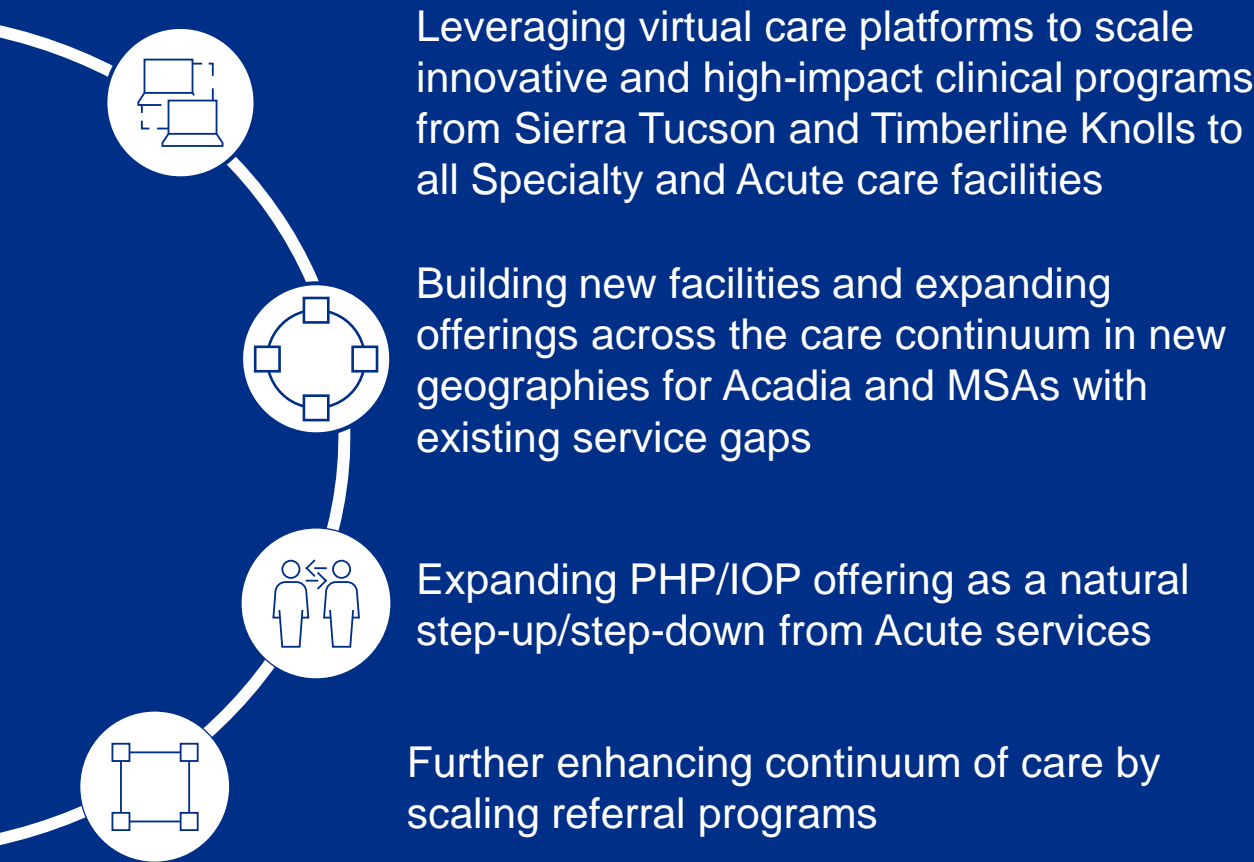 Leveraging virtual care platforms to scale
innovative and high-impact clinical programs
from Sierra Tucson and Timberline Knolls to
all Specialty and Acute care facilities
Building new facilities and expanding
offerings across the care continuum in new
geographies for Acadia and MSAs with
existing service gaps
Expanding PHP/IOP offering as a natural
step-up/step-down from Acute services
Further enhancing continuum of care by
scaling referral programs